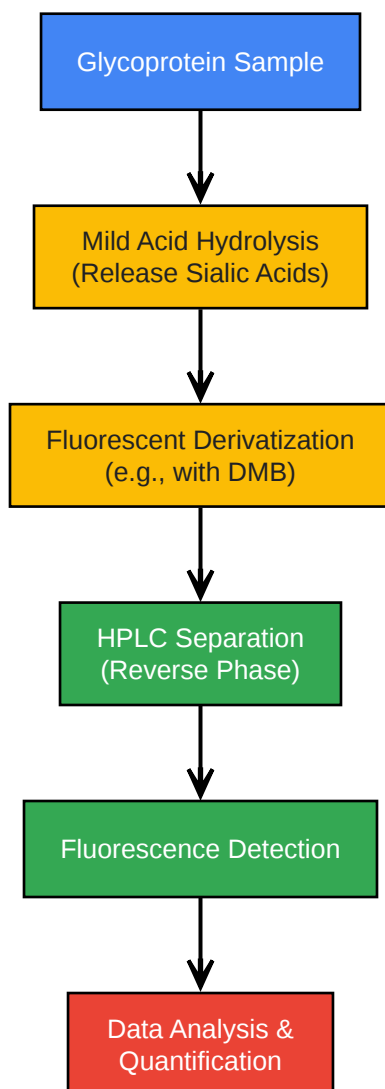 Glycoprotein Sample
Mild Acid Hydrolysis
(Release Sialic Acids)
Fluorescent Derivatization
(e.g., with DMB)
HPLC Separation
(Reverse Phase)
Fluorescence Detection
Data Analysis &
Quantification